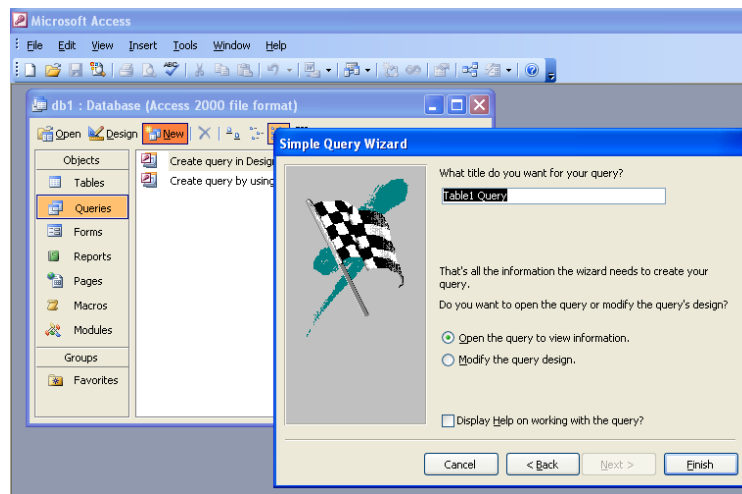 Microsoft Access
File Edit View Insert Tools Window Help
db1 : Database (Access 2000 file format)
Open Design New
Objects
Tables
Queries
Forms
Reports
Pages
Macros
Modules
Groups
Favorites
Create query in Desig
Create query by using
Simple Query Wizard
What title do you want for your query?
Table1 Query
That's all the information the wizard needs to create your
query.
Do you want to open the query or modify the query's design?
Open the query to view information.
Modify the query design.
Display Help on working with the query?
Cancel < Back Next > Finish